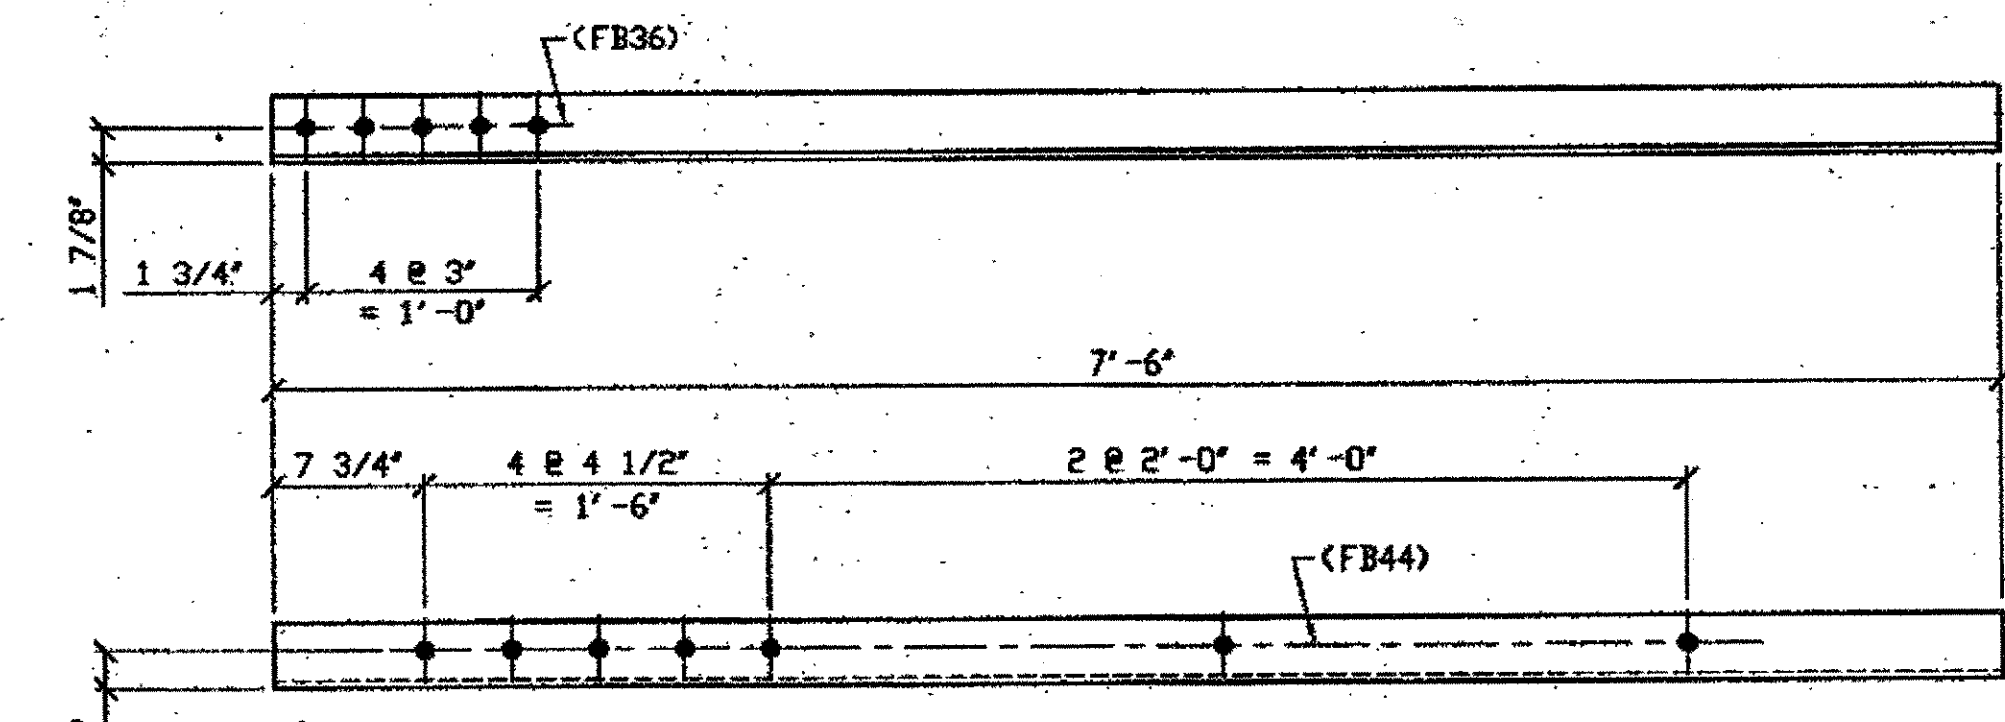 (FB36)
1 7/8"
1 3/4"
4 @ 3"
= 1'-0"
7'-6"
7 3/4"
4 @ 4 1/2"
= 1'-6"
2 @ 2'-0" = 4'-0"
(FB44)